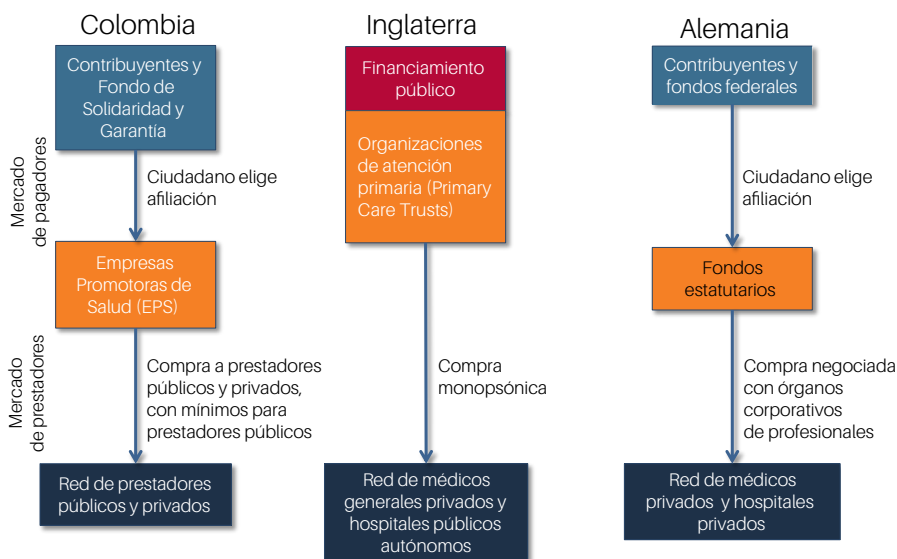 Colombia
Contribuyentes y
Fondo de
Solidaridad y
Garantía
Mercado
de pagadores
Ciudadano elige
afiliación
Empresas
Promotoras de
Salud (EPS)
Mercado
de prestadores
Compra a prestadores
públicos y privados,
con mínimos para
prestadores públicos
Red de prestadores
públicos y privados
Inglaterra
Financiamiento
público
Organizaciones
de atención
primaria (Primary
Care Trusts)
Compra
monopsónica
Red de médicos
generales privados y
hospitales públicos
autónomos
Alemania
Contribuyentes y
fondos federales
Ciudadano elige
afiliación
Fondos
estatutarios
Compra negociada
con órganos
corporativos
de profesionales
Red de médicos
privados y hospitales
privados